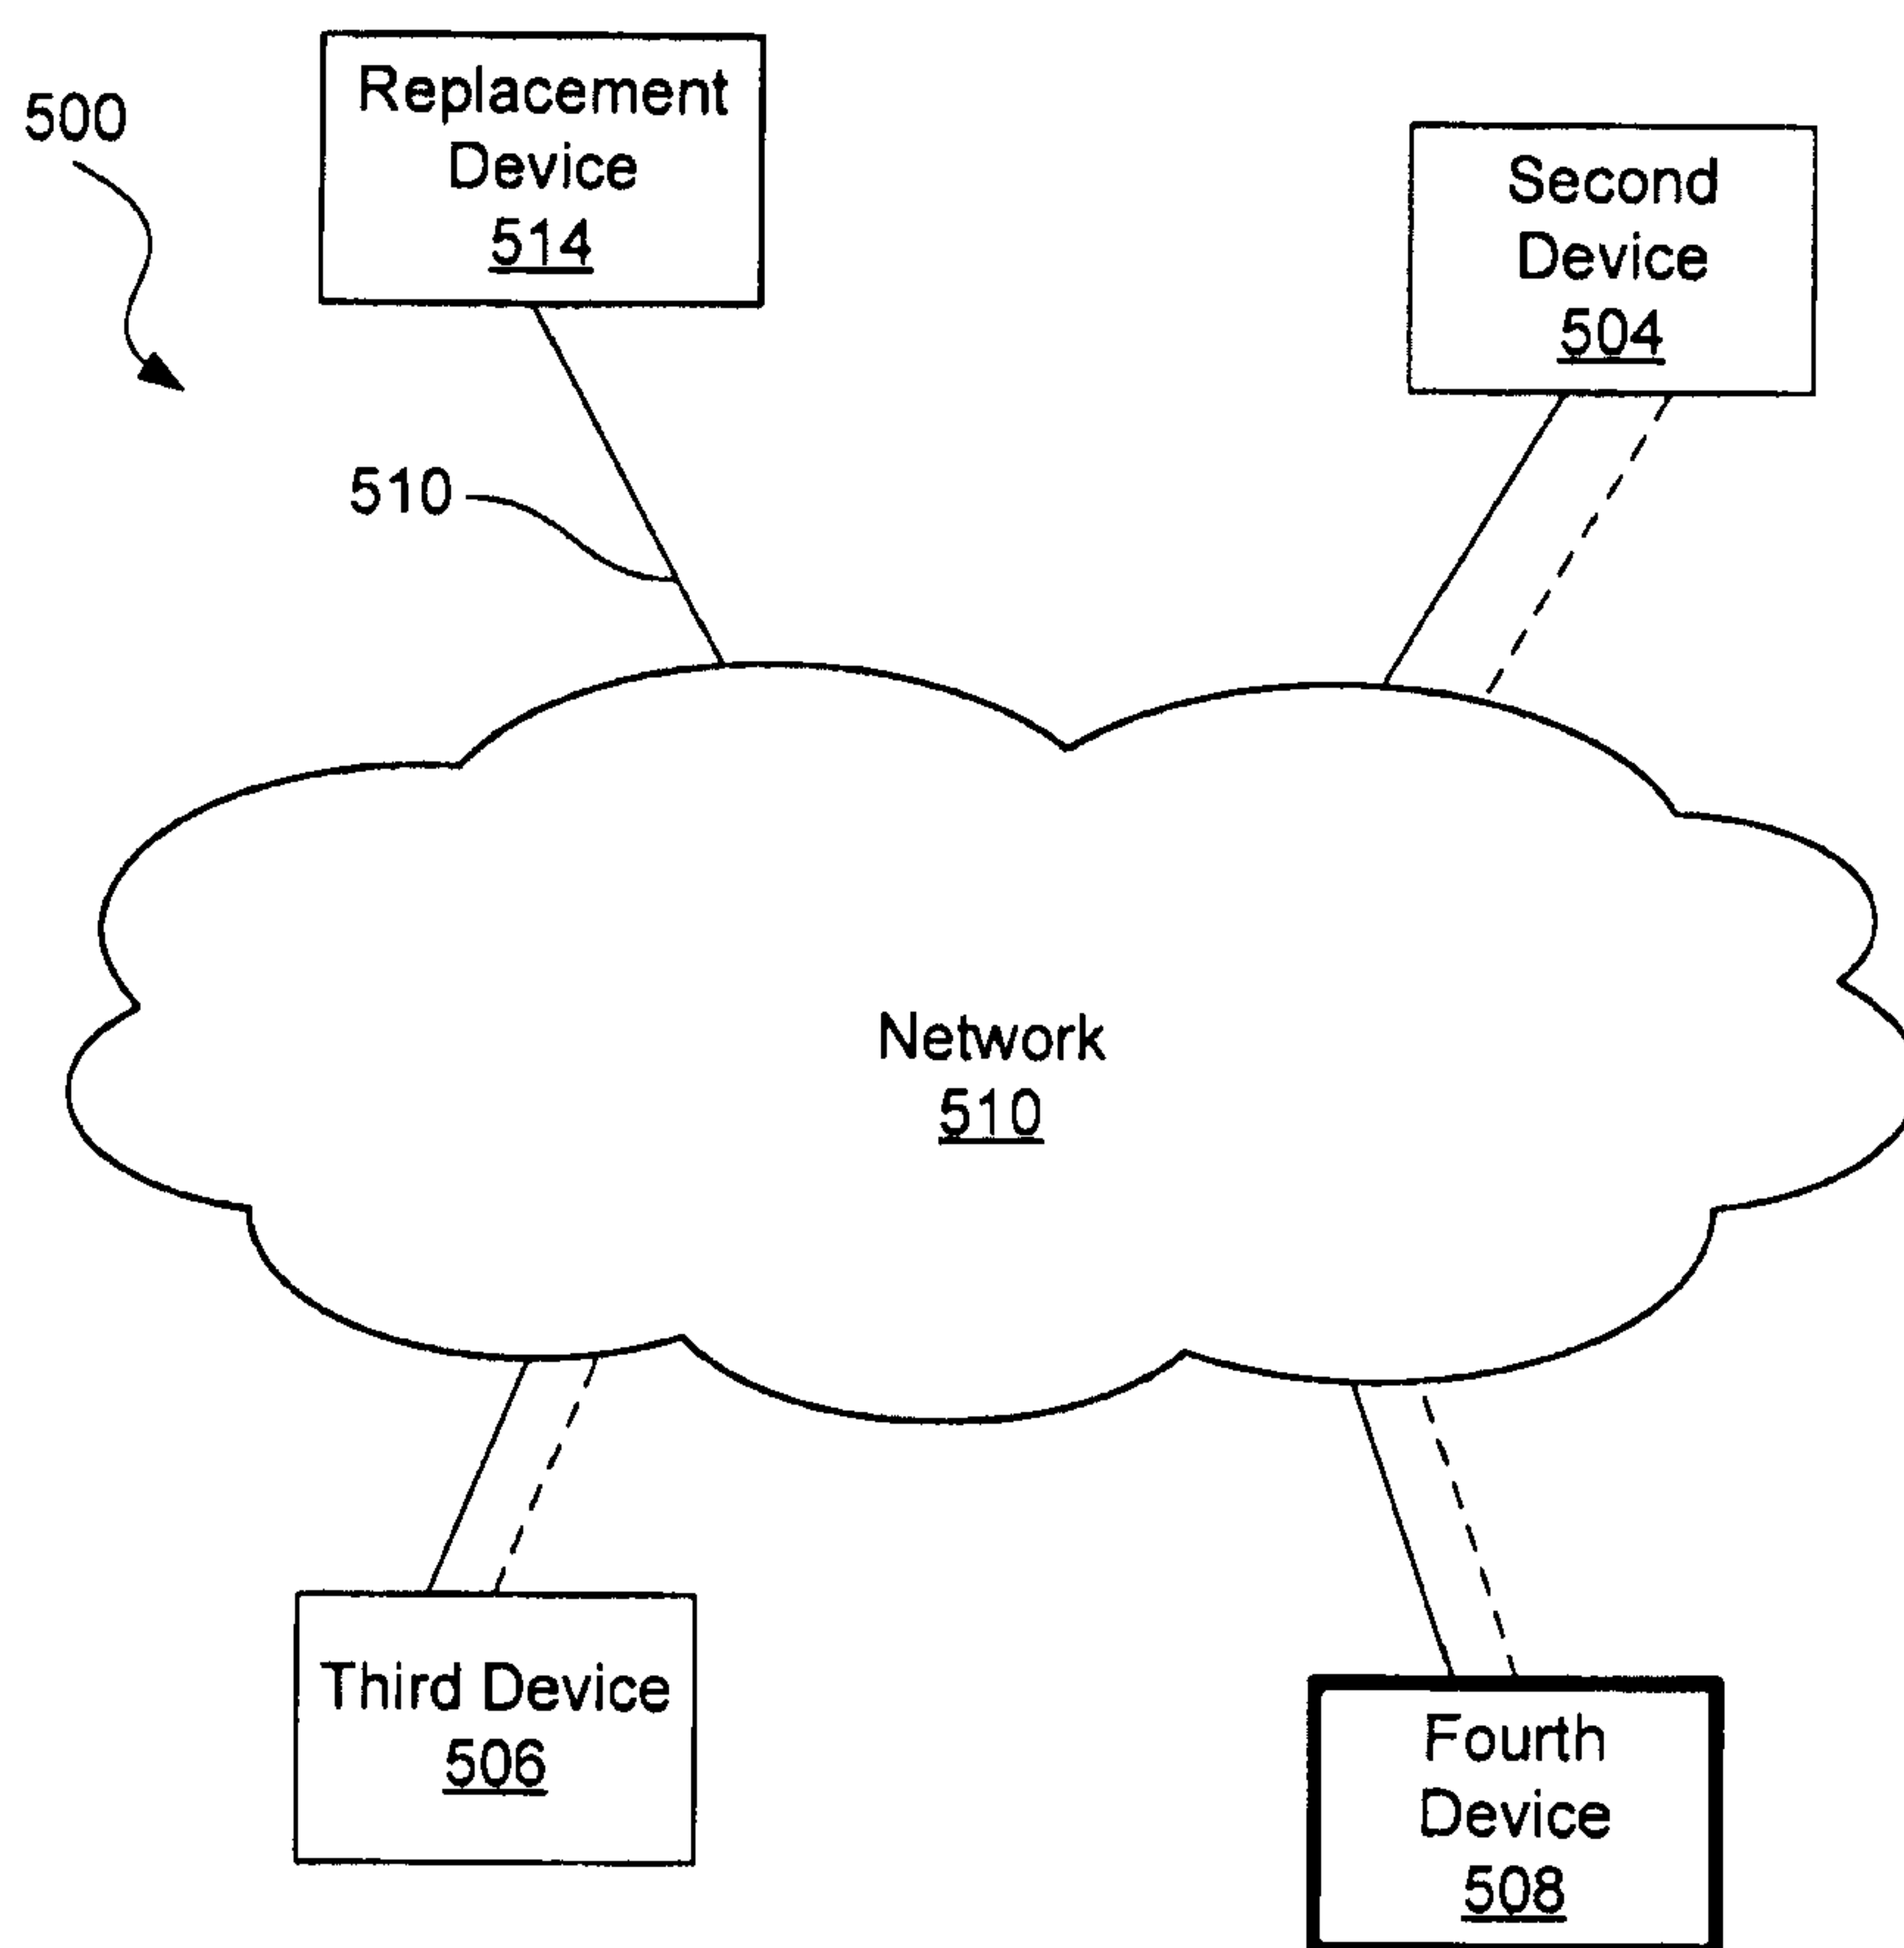 500
Replacement
Device
514
Second
Device
504
510
Network
510
Third Device
506
Fourth
Device
508